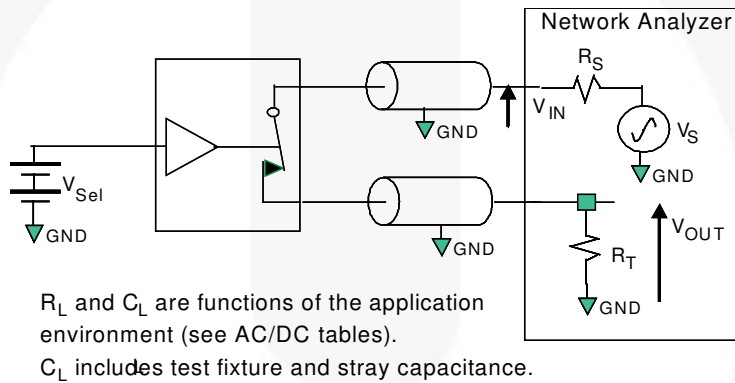 Network Analyzer
R_S
V_IN
GND
V_S
GND
V_Sel
GND
GND
V_OUT
R_T
GND
R_L and C_L are functions of the application
environment (see AC/DC tables).
C_L includes test fixture and stray capacitance.